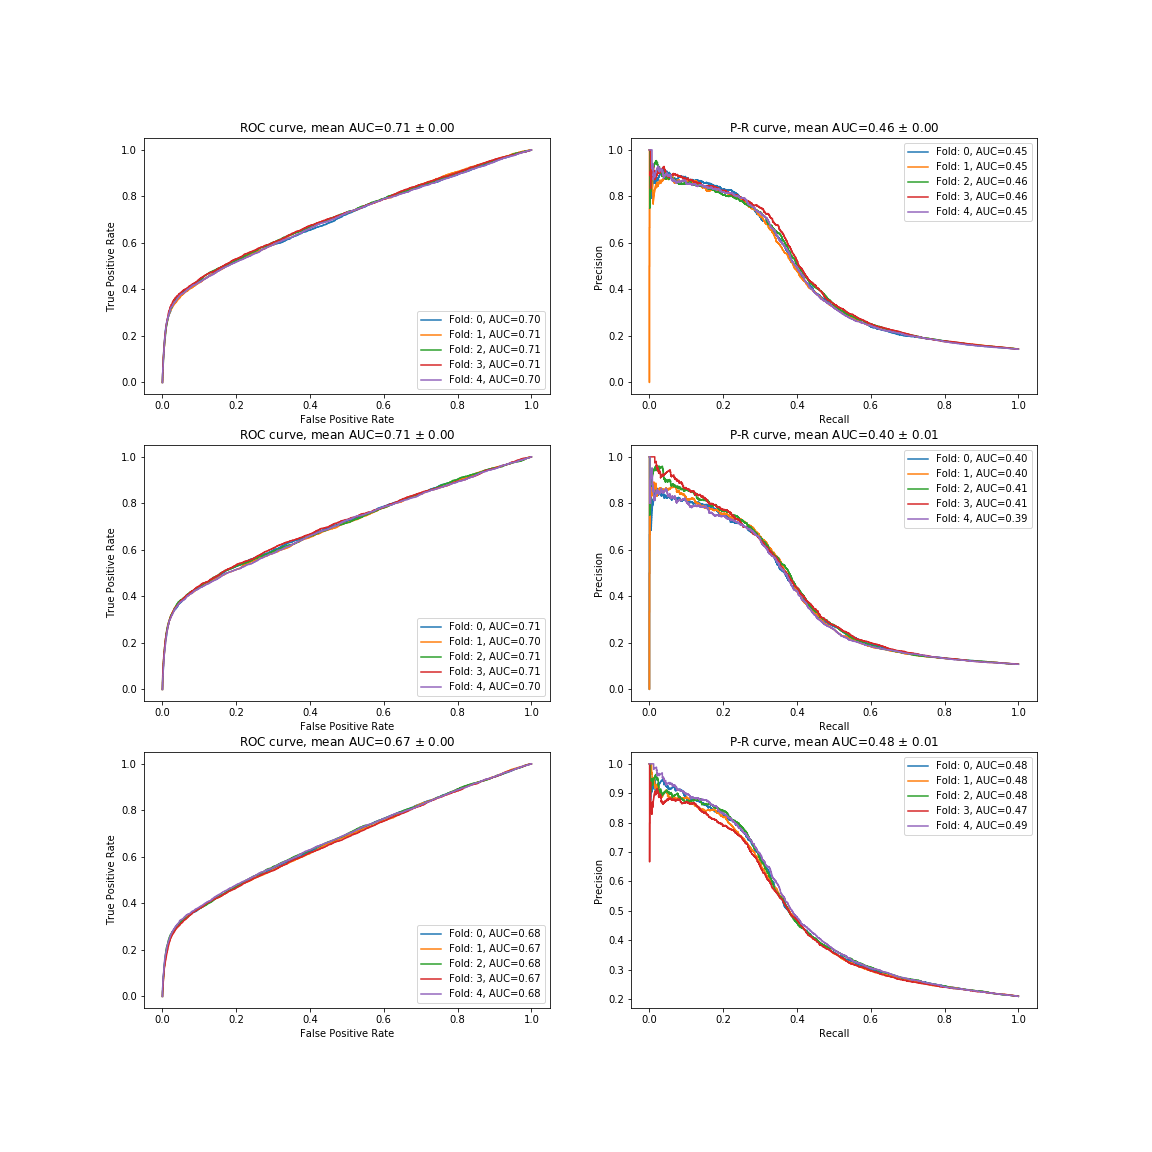 ROC curve, mean AUC=0.71 ± 0.00
True Positive Rate
1.0
0.8
0.6
0.4
0.2
0.0
Fold: 0, AUC=0.70
Fold: 1, AUC=0.71
Fold: 2, AUC=0.71
Fold: 3, AUC=0.71
Fold: 4, AUC=0.70
0.0 0.2 0.4 0.6 0.8 1.0
False Positive Rate
P-R curve, mean AUC=0.46 ± 0.00
Precision
1.0
0.8
0.6
0.4
0.2
0.0
Fold: 0, AUC=0.45
Fold: 1, AUC=0.45
Fold: 2, AUC=0.46
Fold: 3, AUC=0.46
Fold: 4, AUC=0.45
0.0 0.2 0.4 0.6 0.8 1.0
Recall
ROC curve, mean AUC=0.71 ± 0.00
True Positive Rate
1.0
0.8
0.6
0.4
0.2
0.0
Fold: 0, AUC=0.71
Fold: 1, AUC=0.70
Fold: 2, AUC=0.71
Fold: 3, AUC=0.71
Fold: 4, AUC=0.70
0.0 0.2 0.4 0.6 0.8 1.0
False Positive Rate
P-R curve, mean AUC=0.40 ± 0.01
Precision
1.0
0.8
0.6
0.4
0.2
0.0
Fold: 0, AUC=0.40
Fold: 1, AUC=0.40
Fold: 2, AUC=0.41
Fold: 3, AUC=0.41
Fold: 4, AUC=0.39
0.0 0.2 0.4 0.6 0.8 1.0
Recall
ROC curve, mean AUC=0.67 ± 0.00
True Positive Rate
1.0
0.8
0.6
0.4
0.2
0.0
Fold: 0, AUC=0.68
Fold: 1, AUC=0.67
Fold: 2, AUC=0.68
Fold: 3, AUC=0.67
Fold: 4, AUC=0.68
0.0 0.2 0.4 0.6 0.8 1.0
False Positive Rate
P-R curve, mean AUC=0.48 ± 0.01
Precision
1.0
0.9
0.8
0.7
0.6
0.5
0.4
0.3
0.2
Fold: 0, AUC=0.48
Fold: 1, AUC=0.48
Fold: 2, AUC=0.48
Fold: 3, AUC=0.47
Fold: 4, AUC=0.49
0.0 0.2 0.4 0.6 0.8 1.0
Recall